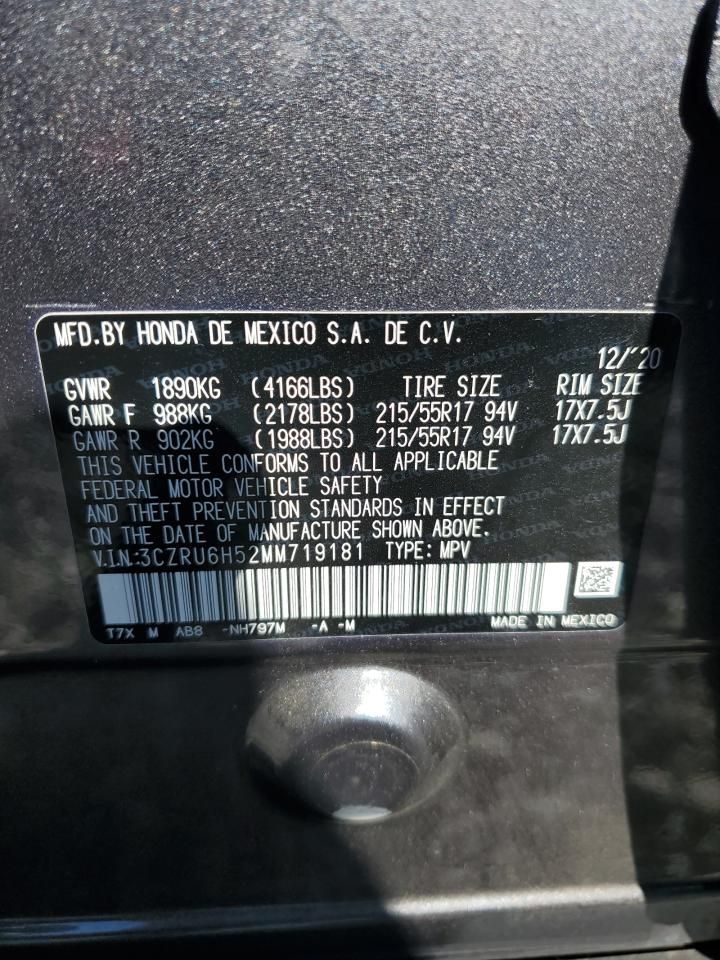 MFD.BY HONDA DE MEXICO S.A. DE C.V.
12/'20
GVWR 1890KG (4166LBS) TIRE SIZE RIM SIZE
GAWR F 988KG (2178LBS) 215/55R17 94V 17X7.5J
GAWR R 902KG (1988LBS) 215/55R17 94V 17X7.5J
THIS VEHICLE CONFORMS TO ALL APPLICABLE
FEDERAL MOTOR VEHICLE SAFETY
AND THEFT PREVENTION STANDARDS IN EFFECT
ON THE DATE OF MANUFACTURE SHOWN ABOVE.
V.I.N.:3CZRU6H52MM719181 TYPE: MPV
T7X M AB8 -NH797M -A -M MADE IN MEXICO